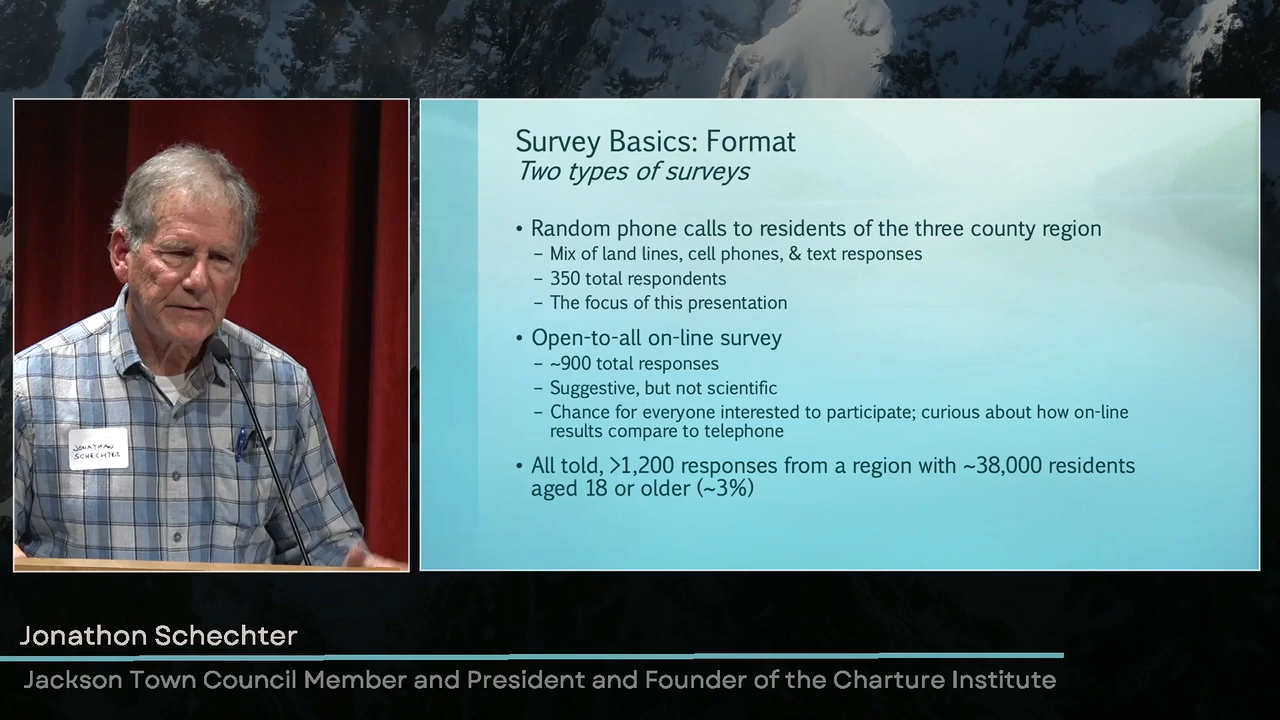 Survey Basics: Format
Two types of surveys
• Random phone calls to residents of the three county region
– Mix of land lines, cell phones, & text responses
– 350 total respondents
– The focus of this presentation
• Open-to-all on-line survey
– ~900 total responses
– Suggestive, but not scientific
– Chance for everyone interested to participate; curious about how on-line
results compare to telephone
• All told, >1,200 responses from a region with ~38,000 residents
aged 18 or older (~3%)
JONATHAN
SCHECHTER
Jonathon Schechter
Jackson Town Council Member and President and Founder of the Charture Institute